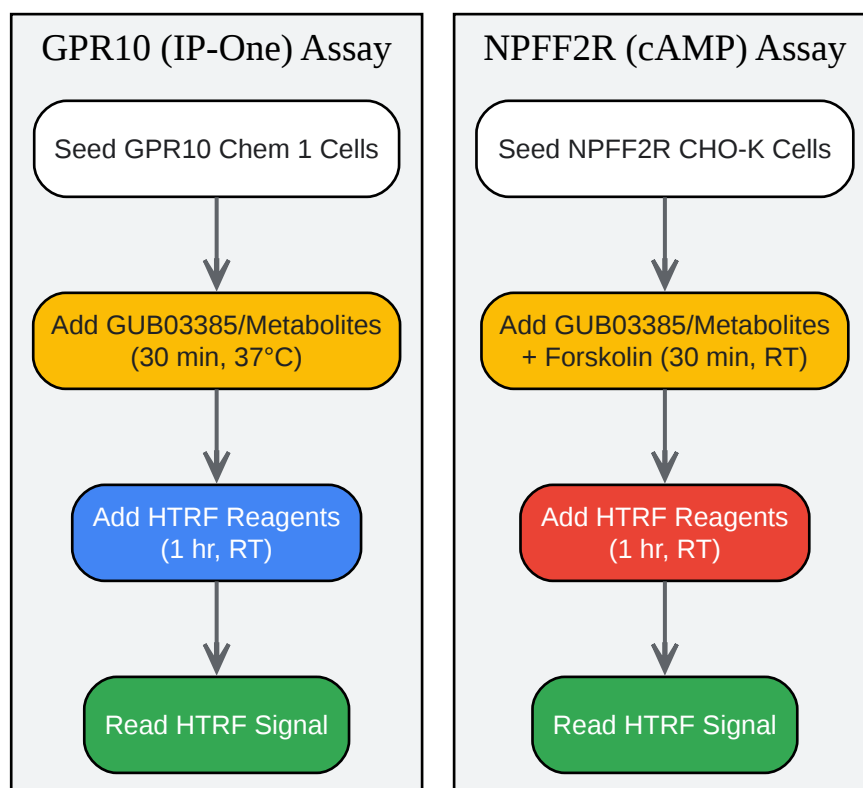 GPR10 (IP-One) Assay
Seed GPR10 Chem 1 Cells
Add GUB03385/Metabolites
(30 min, 37°C)
Add HTRF Reagents
(1 hr, RT)
Read HTRF Signal
NPFF2R (cAMP) Assay
Seed NPFF2R CHO-K Cells
Add GUB03385/Metabolites
+ Forskolin (30 min, RT)
Add HTRF Reagents
(1 hr, RT)
Read HTRF Signal